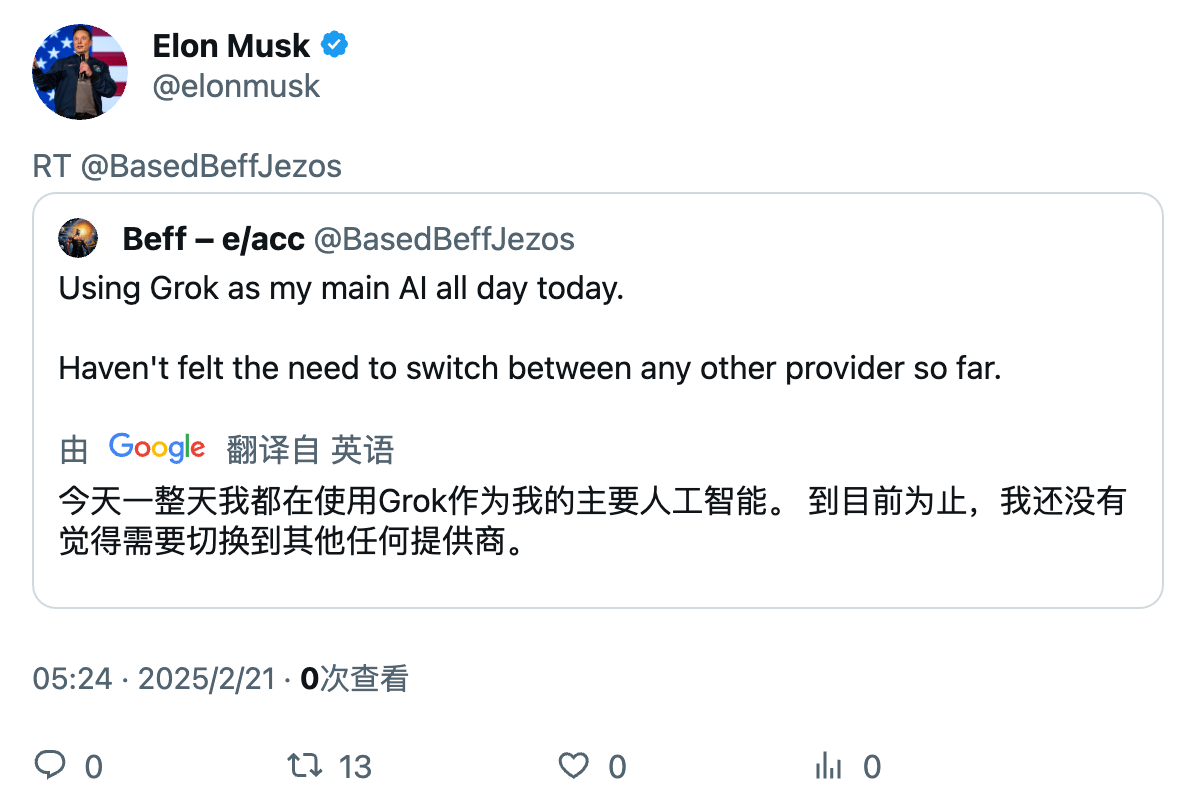 Elon Musk
@elonmusk
RT @BasedBeffJezos
Beff – e/acc @BasedBeffJezos
Using Grok as my main AI all day today.
Haven't felt the need to switch between any other provider so far.
由 Google 翻译自 英语
今天一整天我都在使用Grok作为我的主要人工智能。 到目前为止，我还没有
觉得需要切换到其他任何提供商。
05:24 · 2025/2/21 · 0次查看
0 13 0 0